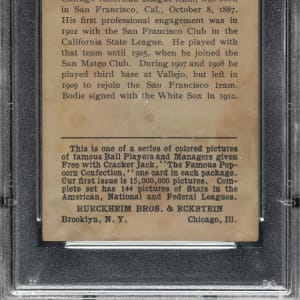 Chicago American League Club, was born
in San Francisco, Cal., October 8, 1887.
His first professional engagement was in
1902 with the San Francisco Club in the
California State League. He played with
that team until 1905, when he joined the
San Mateo Club. During 1907 and 1908 he
played third base at Vallejo, but left in
1909 to rejoin the San Francisco team.
Bodie signed with the White Sox in 1910.
This is one of a series of colored pictures
of famous Ball Players and Managers given
Free with Cracker Jack, "The Famous Pop-
corn Confection," one card in each package.
Our first issue is 15,000,000 pictures. Com-
plete set has 144 pictures of Stars in the
American, National and Federal Leagues.
RUECKHEIM BROS. & ECKSTEIN
Brooklyn, N. Y. Chicago, Ill.